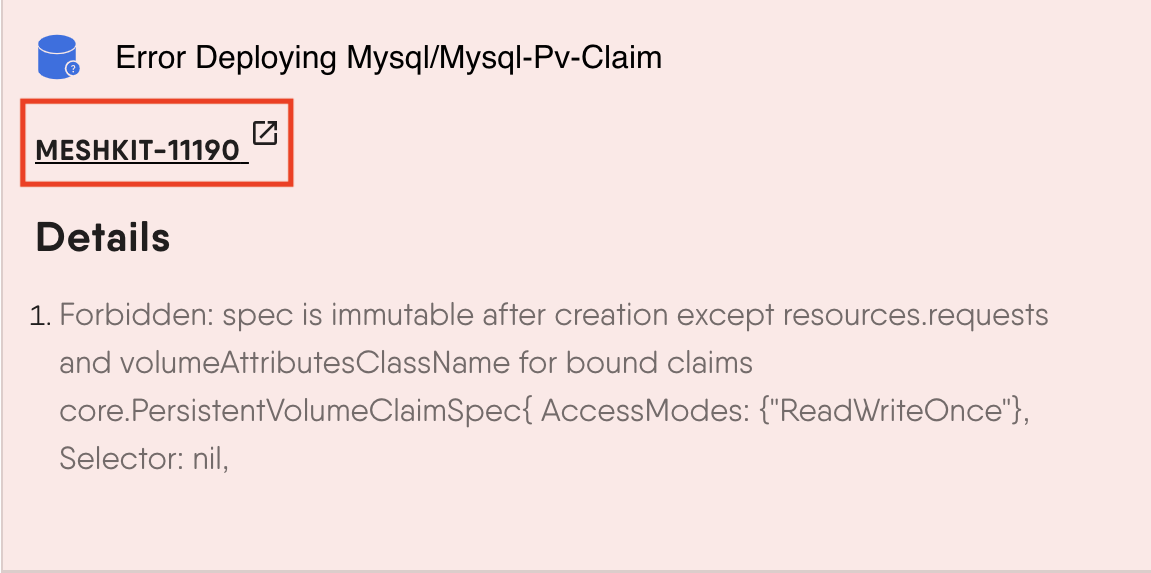 Error Deploying Mysql/Mysql-Pv-Claim
MESHKIT-11190
Details
1. Forbidden: spec is immutable after creation except resources.requests
and volumeAttributesClassName for bound claims
core.PersistentVolumeClaimSpec{ AccessModes: {"ReadWriteOnce"},
Selector: nil,